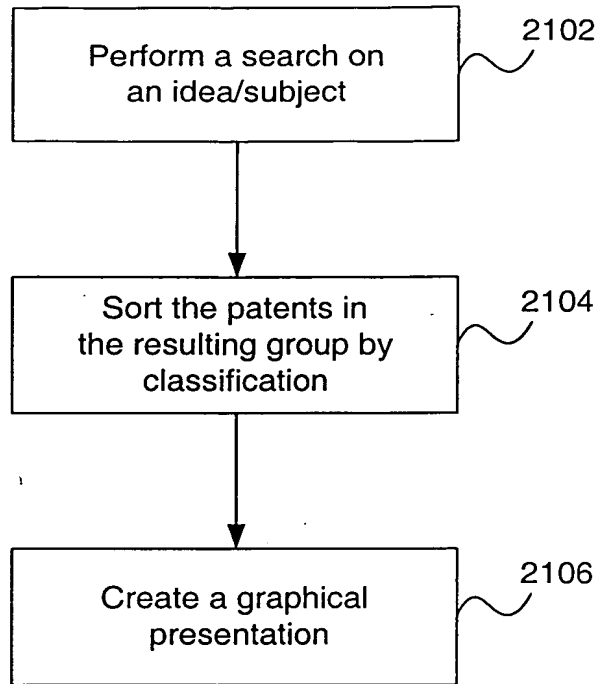 2102
Perform a search on
an idea/subject
2104
Sort the patents in
the resulting group by
classification
2106
Create a graphical
presentation